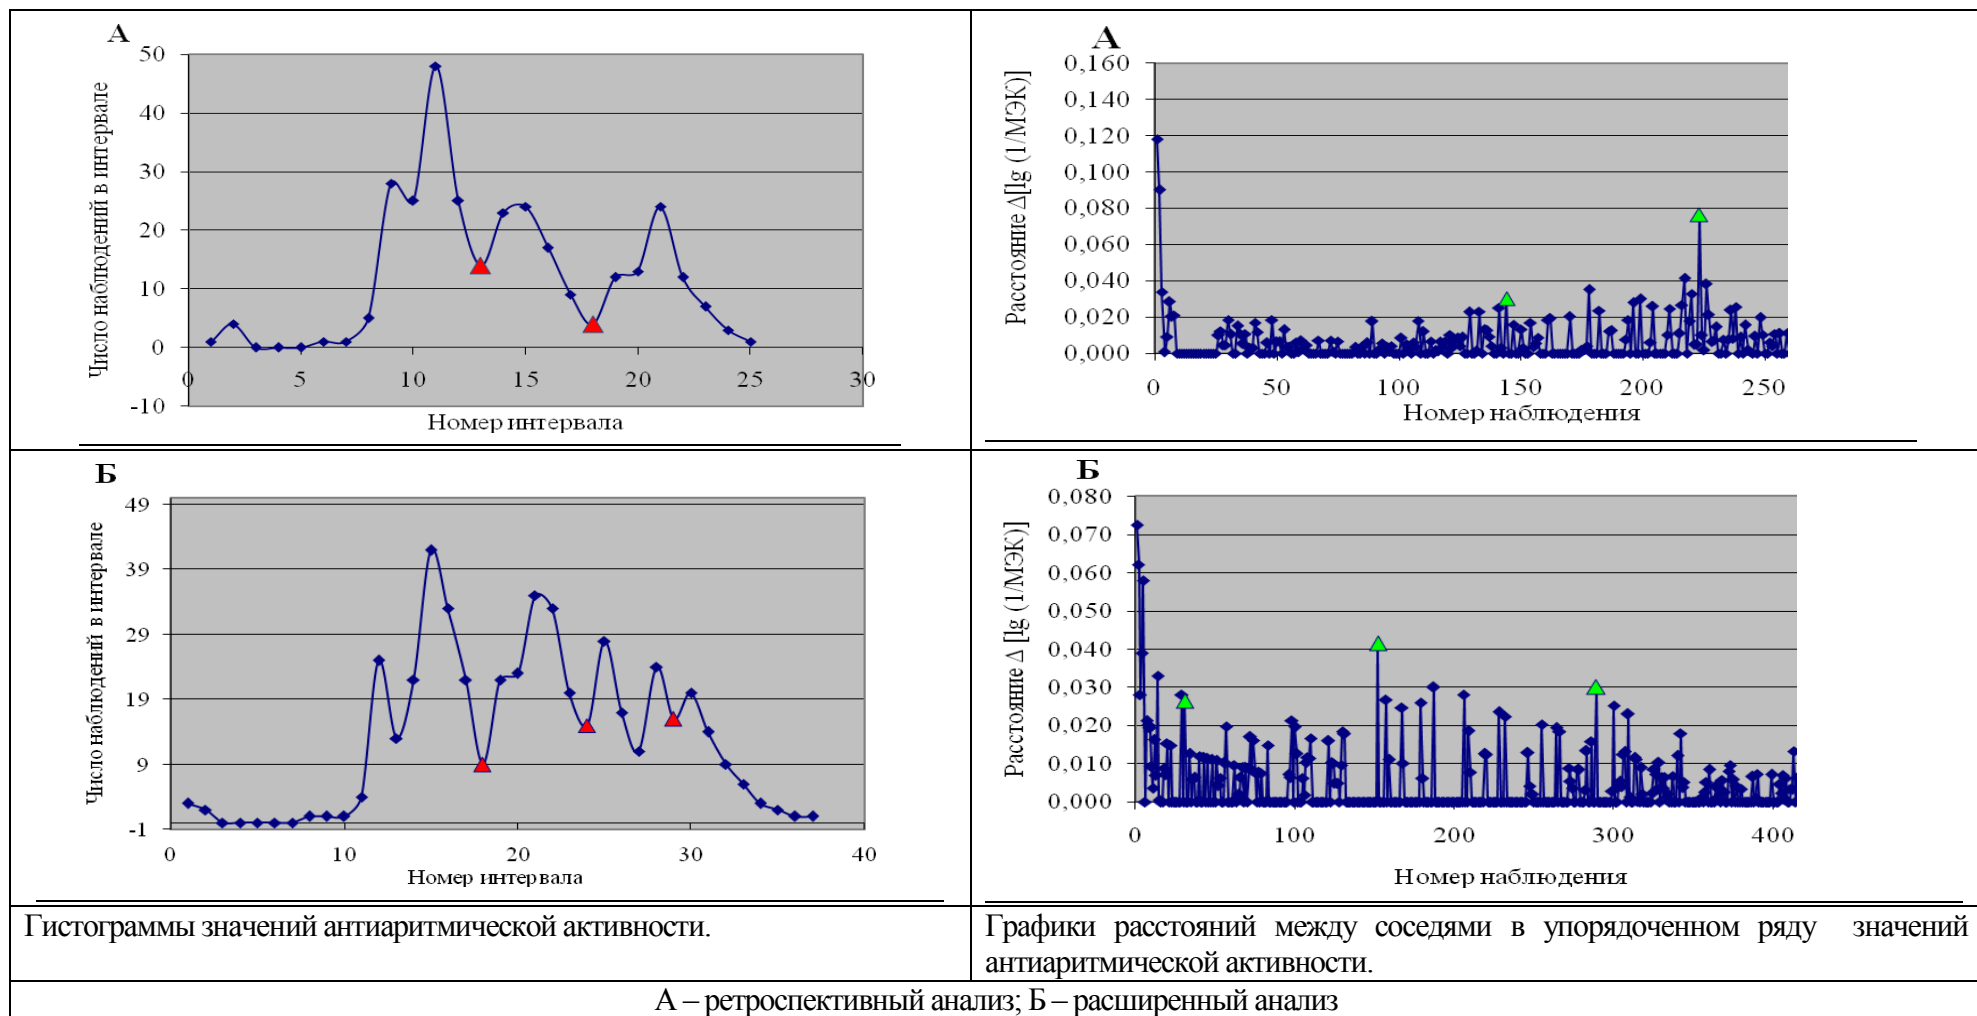 А
Число наблюдений в интервале
50
40
30
20
10
0
-10
0 5 10 15 20 25 30
Номер интервала
А
Расстояние Δ[lg (1/МЭК)]
0,160
0,140
0,120
0,100
0,080
0,060
0,040
0,020
0,000
0 50 100 150 200 250
Номер наблюдения
Б
Число наблюдений в интервале
49
39
29
19
9
-1
0 10 20 30 40
Номер интервала
Б
Расстояние Δ [lg (1/МЭК)]
0,080
0,070
0,060
0,050
0,040
0,030
0,020
0,010
0,000
0 100 200 300 400
Номер наблюдения
Гистограммы значений антиаритмической активности.
Графики расстояний между соседями в упорядоченном ряду значений
антиаритмической активности.
А – ретроспективный анализ; Б – расширенный анализ